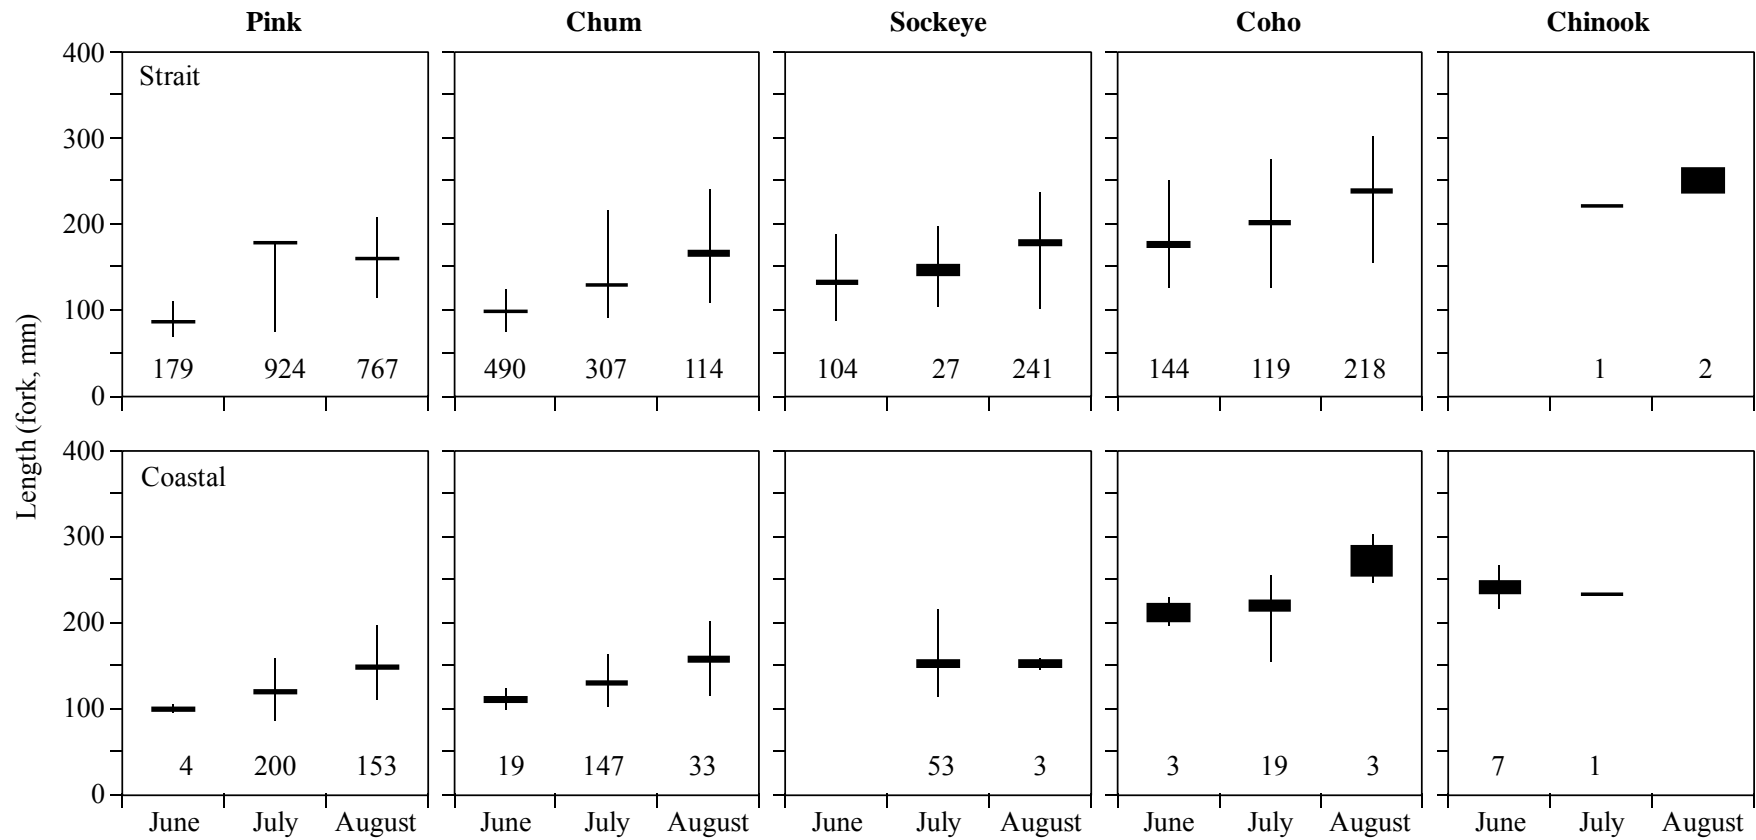 Pink Chum Sockeye Coho Chinook
Length (fork, mm)
400
Strait
300
200
100
179 924 767 490 307 114 104 27 241 144 119 218 1 2
0
400
Coastal
300
200
100
4 200 153 19 147 33 53 3 3 19 3 7 1
0
June July August June July August June July August June July August June July August